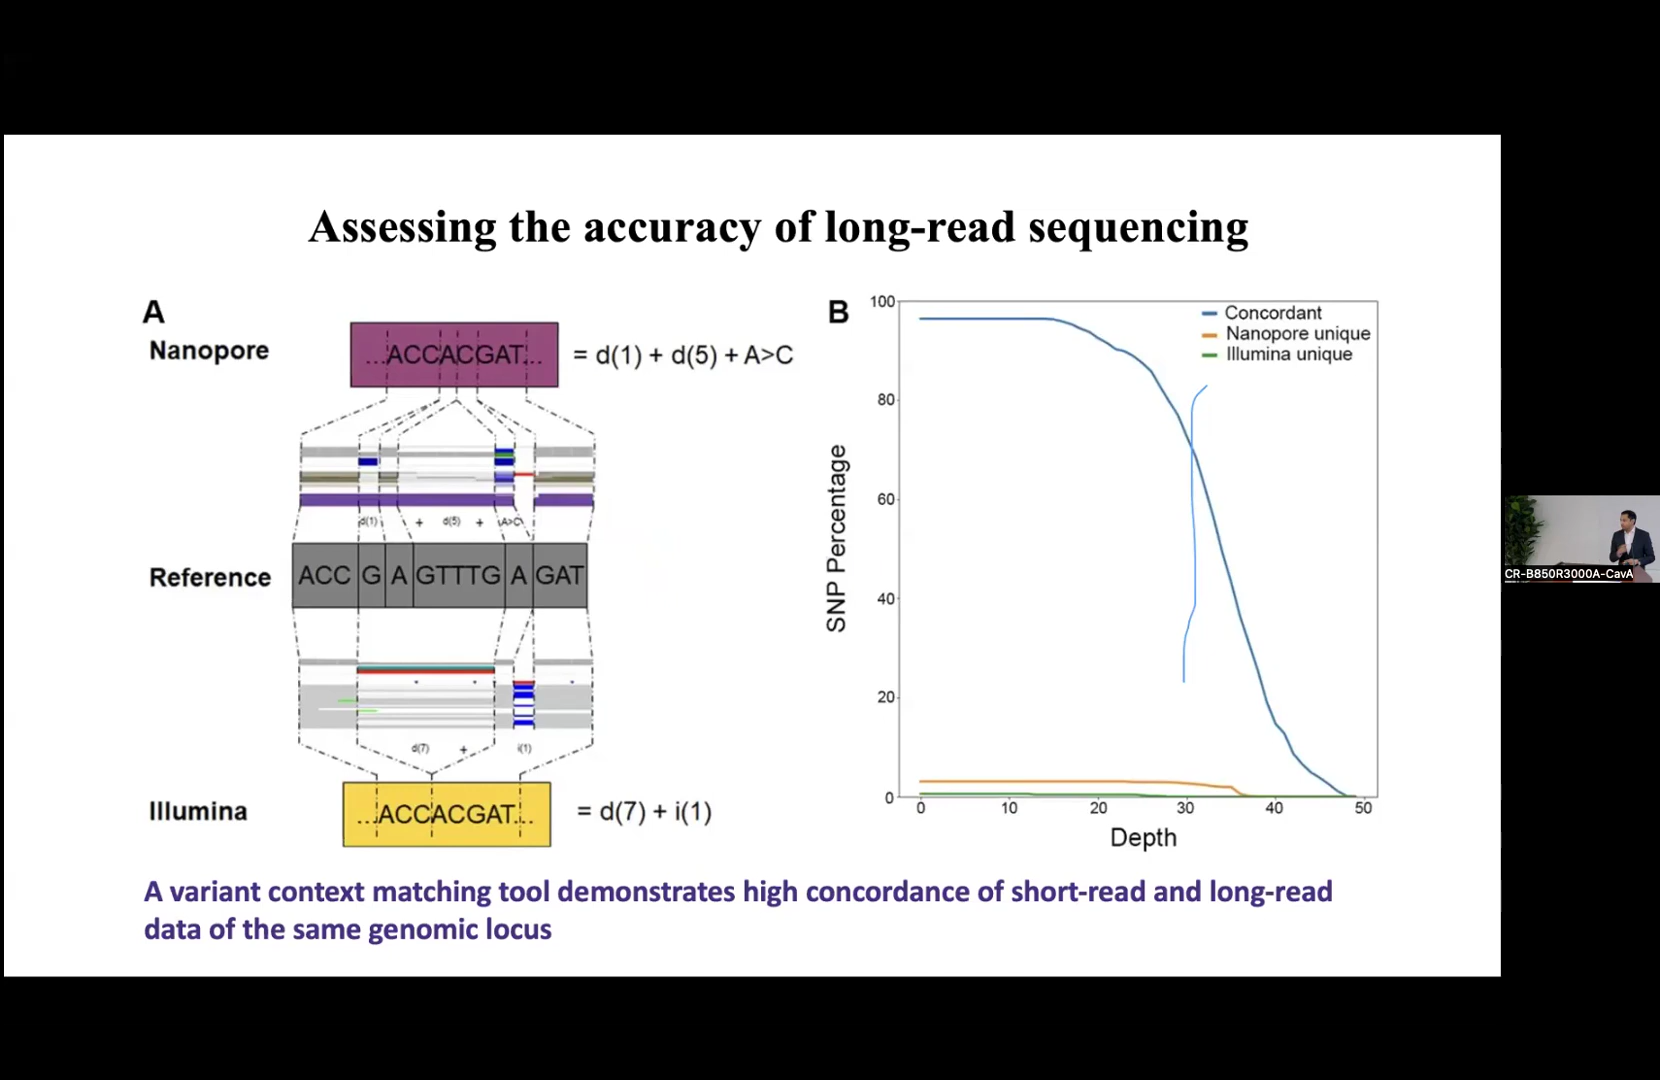 Assessing the accuracy of long-read sequencing
A
Nanopore
...ACCACGAT...
= d(1) + d(5) + A>C
d(1) + d(5) + A>C
Reference
ACC G A GTTTG A GAT
d(7) + i(1)
Illumina
...ACCACGAT...
= d(7) + i(1)
B
Concordant
Nanopore unique
Illumina unique
SNP Percentage
100
80
60
40
20
0
0 10 20 30 40 50
Depth
A variant context matching tool demonstrates high concordance of short-read and long-read
data of the same genomic locus
CR-B850R3000A-CavA